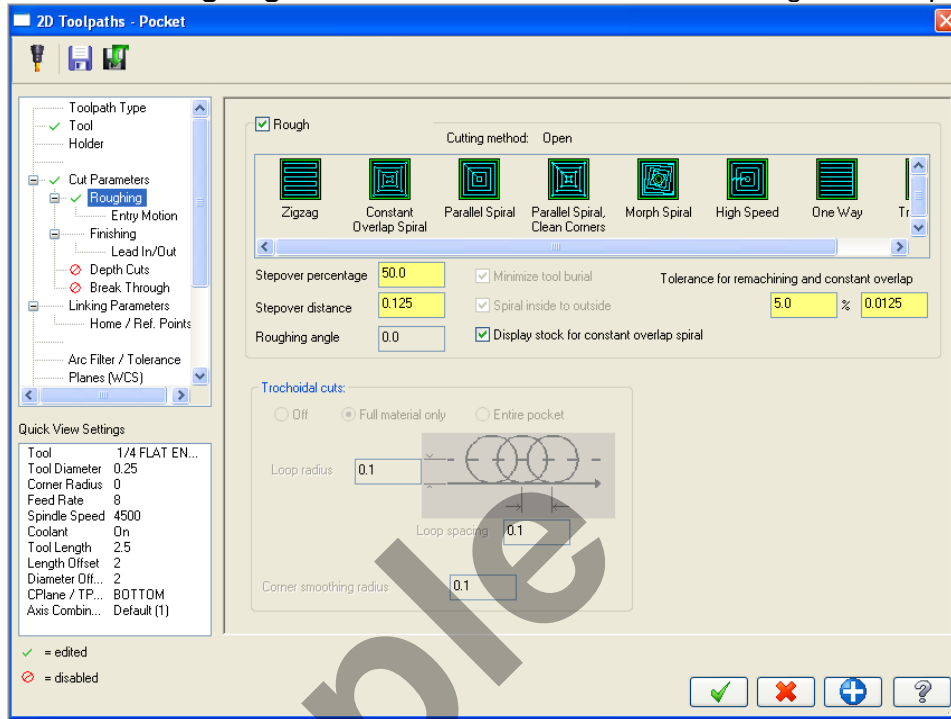 2D Toolpaths - Pocket
Toolpath Type
Tool
Holder
Cut Parameters
Roughing
Entry Motion
Finishing
Lead In/Out
Depth Cuts
Break Through
Linking Parameters
Home / Ref. Points
Arc Filter / Tolerance
Planes (WCS)
Quick View Settings
Tool 1/4 FLAT EN...
Tool Diameter 0.25
Corner Radius 0
Feed Rate 8
Spindle Speed 4500
Coolant On
Tool Length 2.5
Length Offset 2
Diameter Off... 2
CPlane / TP... BOTTOM
Axis Combin... Default (1)
= edited
= disabled
Rough
Cutting method: Open
Zigzag
Constant Overlap Spiral
Parallel Spiral
Parallel Spiral, Clean Corners
Morph Spiral
High Speed
One Way
Tr
Stepover percentage 50.0
Minimize tool burial
Tolerance for remachining and constant overlap
Stepover distance 0.125
Spiral inside to outside
5.0 % 0.0125
Roughing angle 0.0
Display stock for constant overlap spiral
Trochoidal cuts:
Off Full material only Entire pocket
Loop radius 0.1
Loop spacing 0.1
Corner smoothing radius 0.1